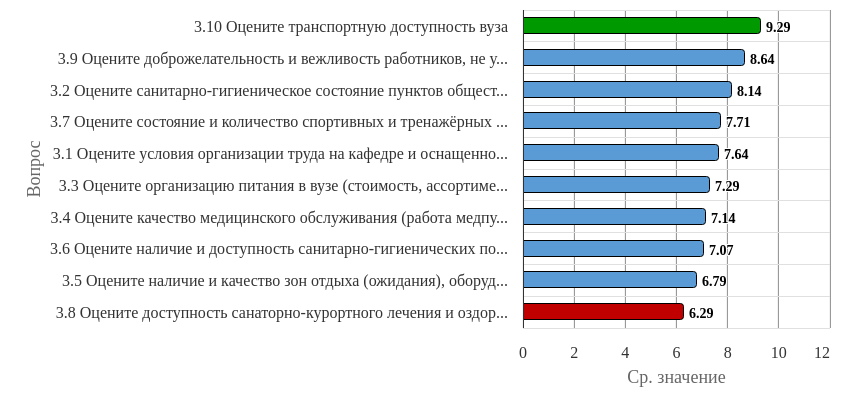 3.10 Оцените транспортную доступность вуза 9.29
3.9 Оцените доброжелательность и вежливость работников, не у... 8.64
3.2 Оцените санитарно-гигиеническое состояние пунктов общест... 8.14
3.7 Оцените состояние и количество спортивных и тренажёрных ... 7.71
3.1 Оцените условия организации труда на кафедре и оснащенно... 7.64
3.3 Оцените организацию питания в вузе (стоимость, ассортиме... 7.29
3.4 Оцените качество медицинского обслуживания (работа медпу... 7.14
3.6 Оцените наличие и доступность санитарно-гигиенических по... 7.07
3.5 Оцените наличие и качество зон отдыха (ожидания), оборуд... 6.79
3.8 Оцените доступность санаторно-курортного лечения и оздор... 6.29
Вопрос
0 2 4 6 8 10 12
Ср. значение